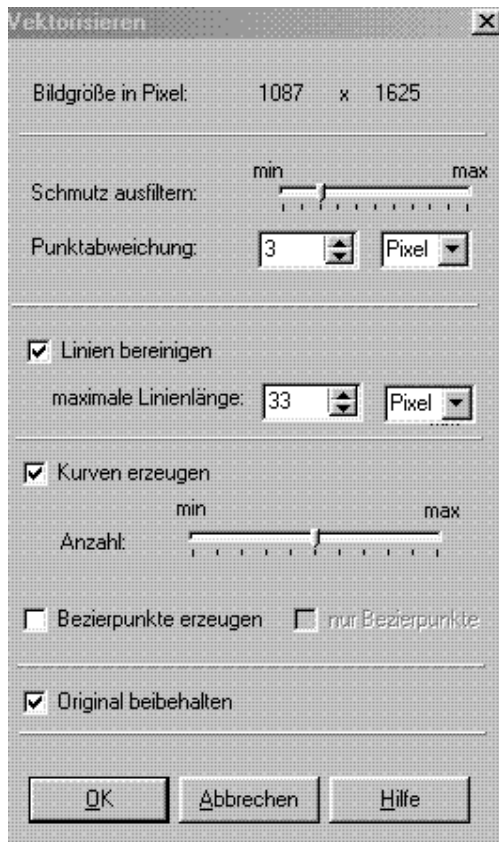 Vektorisieren
Bildgröße in Pixel: 1087 x 1625
min max
Schmutz ausfiltern:
Punktabweichung: 3 Pixel
Linien bereinigen
maximale Linienlänge: 33 Pixel
Kurven erzeugen
min max
Anzahl:
Bezierpunkte erzeugen nur Bezierpunkte
Original beibehalten
OK Abbrechen Hilfe